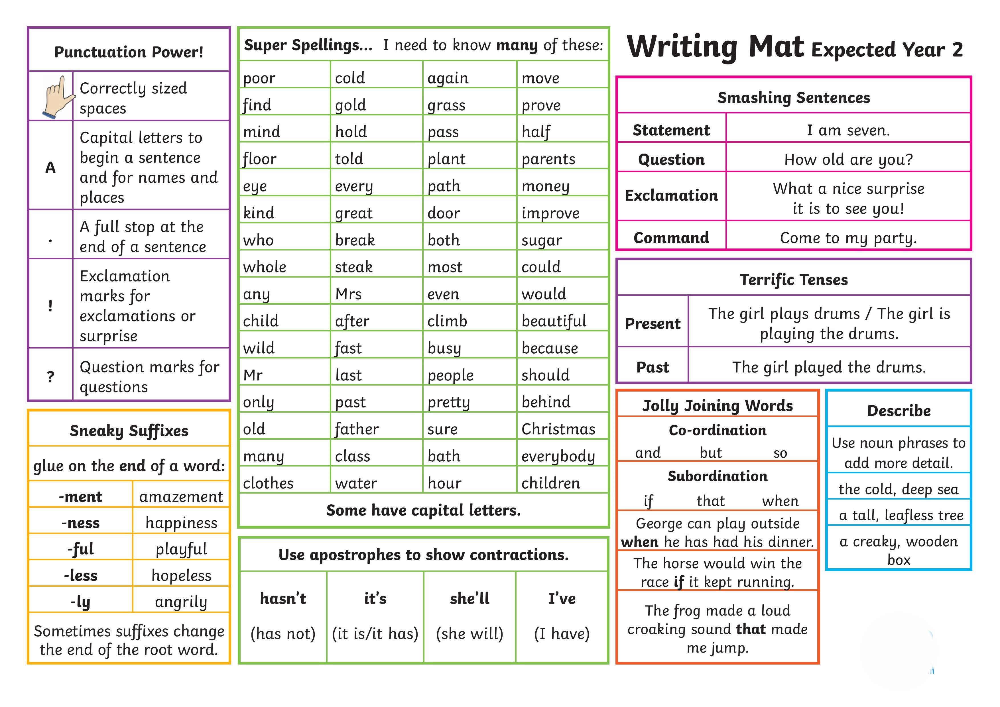 Punctuation Power!
Correctly sized
spaces
A
Capital letters to
begin a sentence
and for names and
places
.
A full stop at the
end of a sentence
!
Exclamation
marks for
exclamations or
surprise
?
Question marks for
questions
Sneaky Suffixes
glue on the end of a word:
-ment amazement
-ness happiness
-ful playful
-less hopeless
-ly angrily
Sometimes suffixes change
the end of the root word.
Super Spellings... I need to know many of these:
poor cold again move
find gold grass prove
mind hold pass half
floor told plant parents
eye every path money
kind great door improve
who break both sugar
whole steak most could
any Mrs even would
child after climb beautiful
wild fast busy because
Mr last people should
only past pretty behind
old father sure Christmas
many class bath everybody
clothes water hour children
Some have capital letters.
Use apostrophes to show contractions.
hasn’t it’s she’ll I’ve
(has not) (it is/it has) (she will) (I have)
Writing Mat Expected Year 2
Smashing Sentences
Statement I am seven.
Question How old are you?
Exclamation
What a nice surprise
it is to see you!
Command Come to my party.
Terrific Tenses
Present
The girl plays drums / The girl is
playing the drums.
Past The girl played the drums.
Jolly Joining Words
Co-ordination
and but so
Subordination
if that when
George can play outside
when he has had his dinner.
The horse would win the
race if it kept running.
The frog made a loud
croaking sound that made
me jump.
Describe
Use noun phrases to
add more detail.
the cold, deep sea
a tall, leafless tree
a creaky, wooden
box